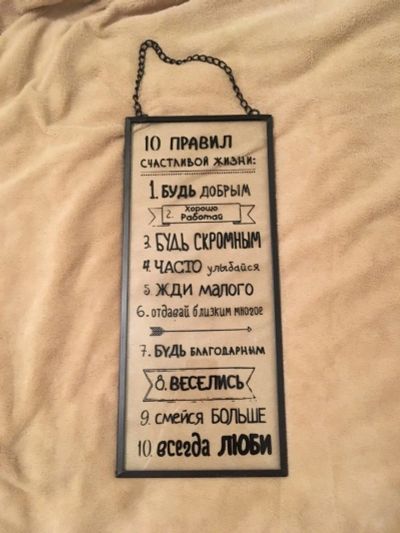 10 ПРАВИЛ
СЧАСТЛИВОЙ ЖИЗНИ:
1. БУДЬ ДОБРЫМ
2. Хорошо
Работай
3. БУДЬ СКРОМНЫМ
4. ЧАСТО улыбайся
5. ЖДИ МАЛОГО
6. отдавай близким многое
7. БУДЬ БЛАГОДАРНЫМ
8. ВЕСЕЛИСЬ
9. смейся БОЛЬШЕ
10. всегда ЛЮБИ